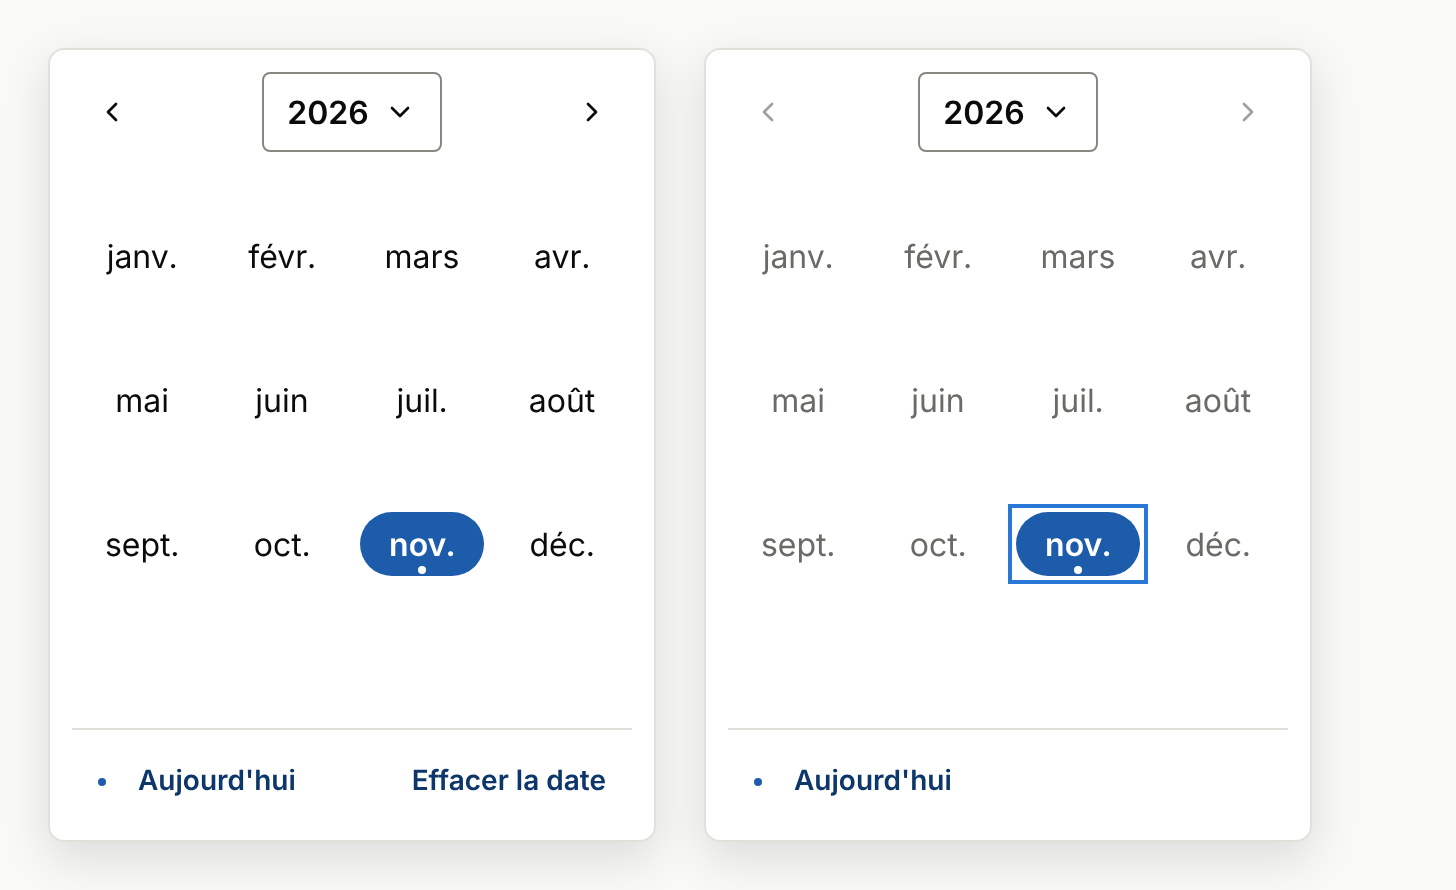 2026
janv. févr. mars avr.
mai juin juil. août
sept. oct. nov. déc.
Aujourd'hui Effacer la date
2026
janv. févr. mars avr.
mai juin juil. août
sept. oct. nov. déc.
Aujourd'hui